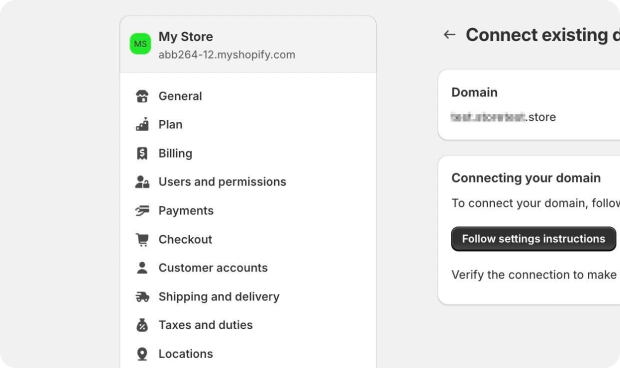 MS
My Store
abb264-12.myshopify.com
General
Plan
Billing
Users and permissions
Payments
Checkout
Customer accounts
Shipping and delivery
Taxes and duties
Locations
← Connect existing d
Domain
.store
Connecting your domain
To connect your domain, follow
Follow settings instructions
Verify the connection to make